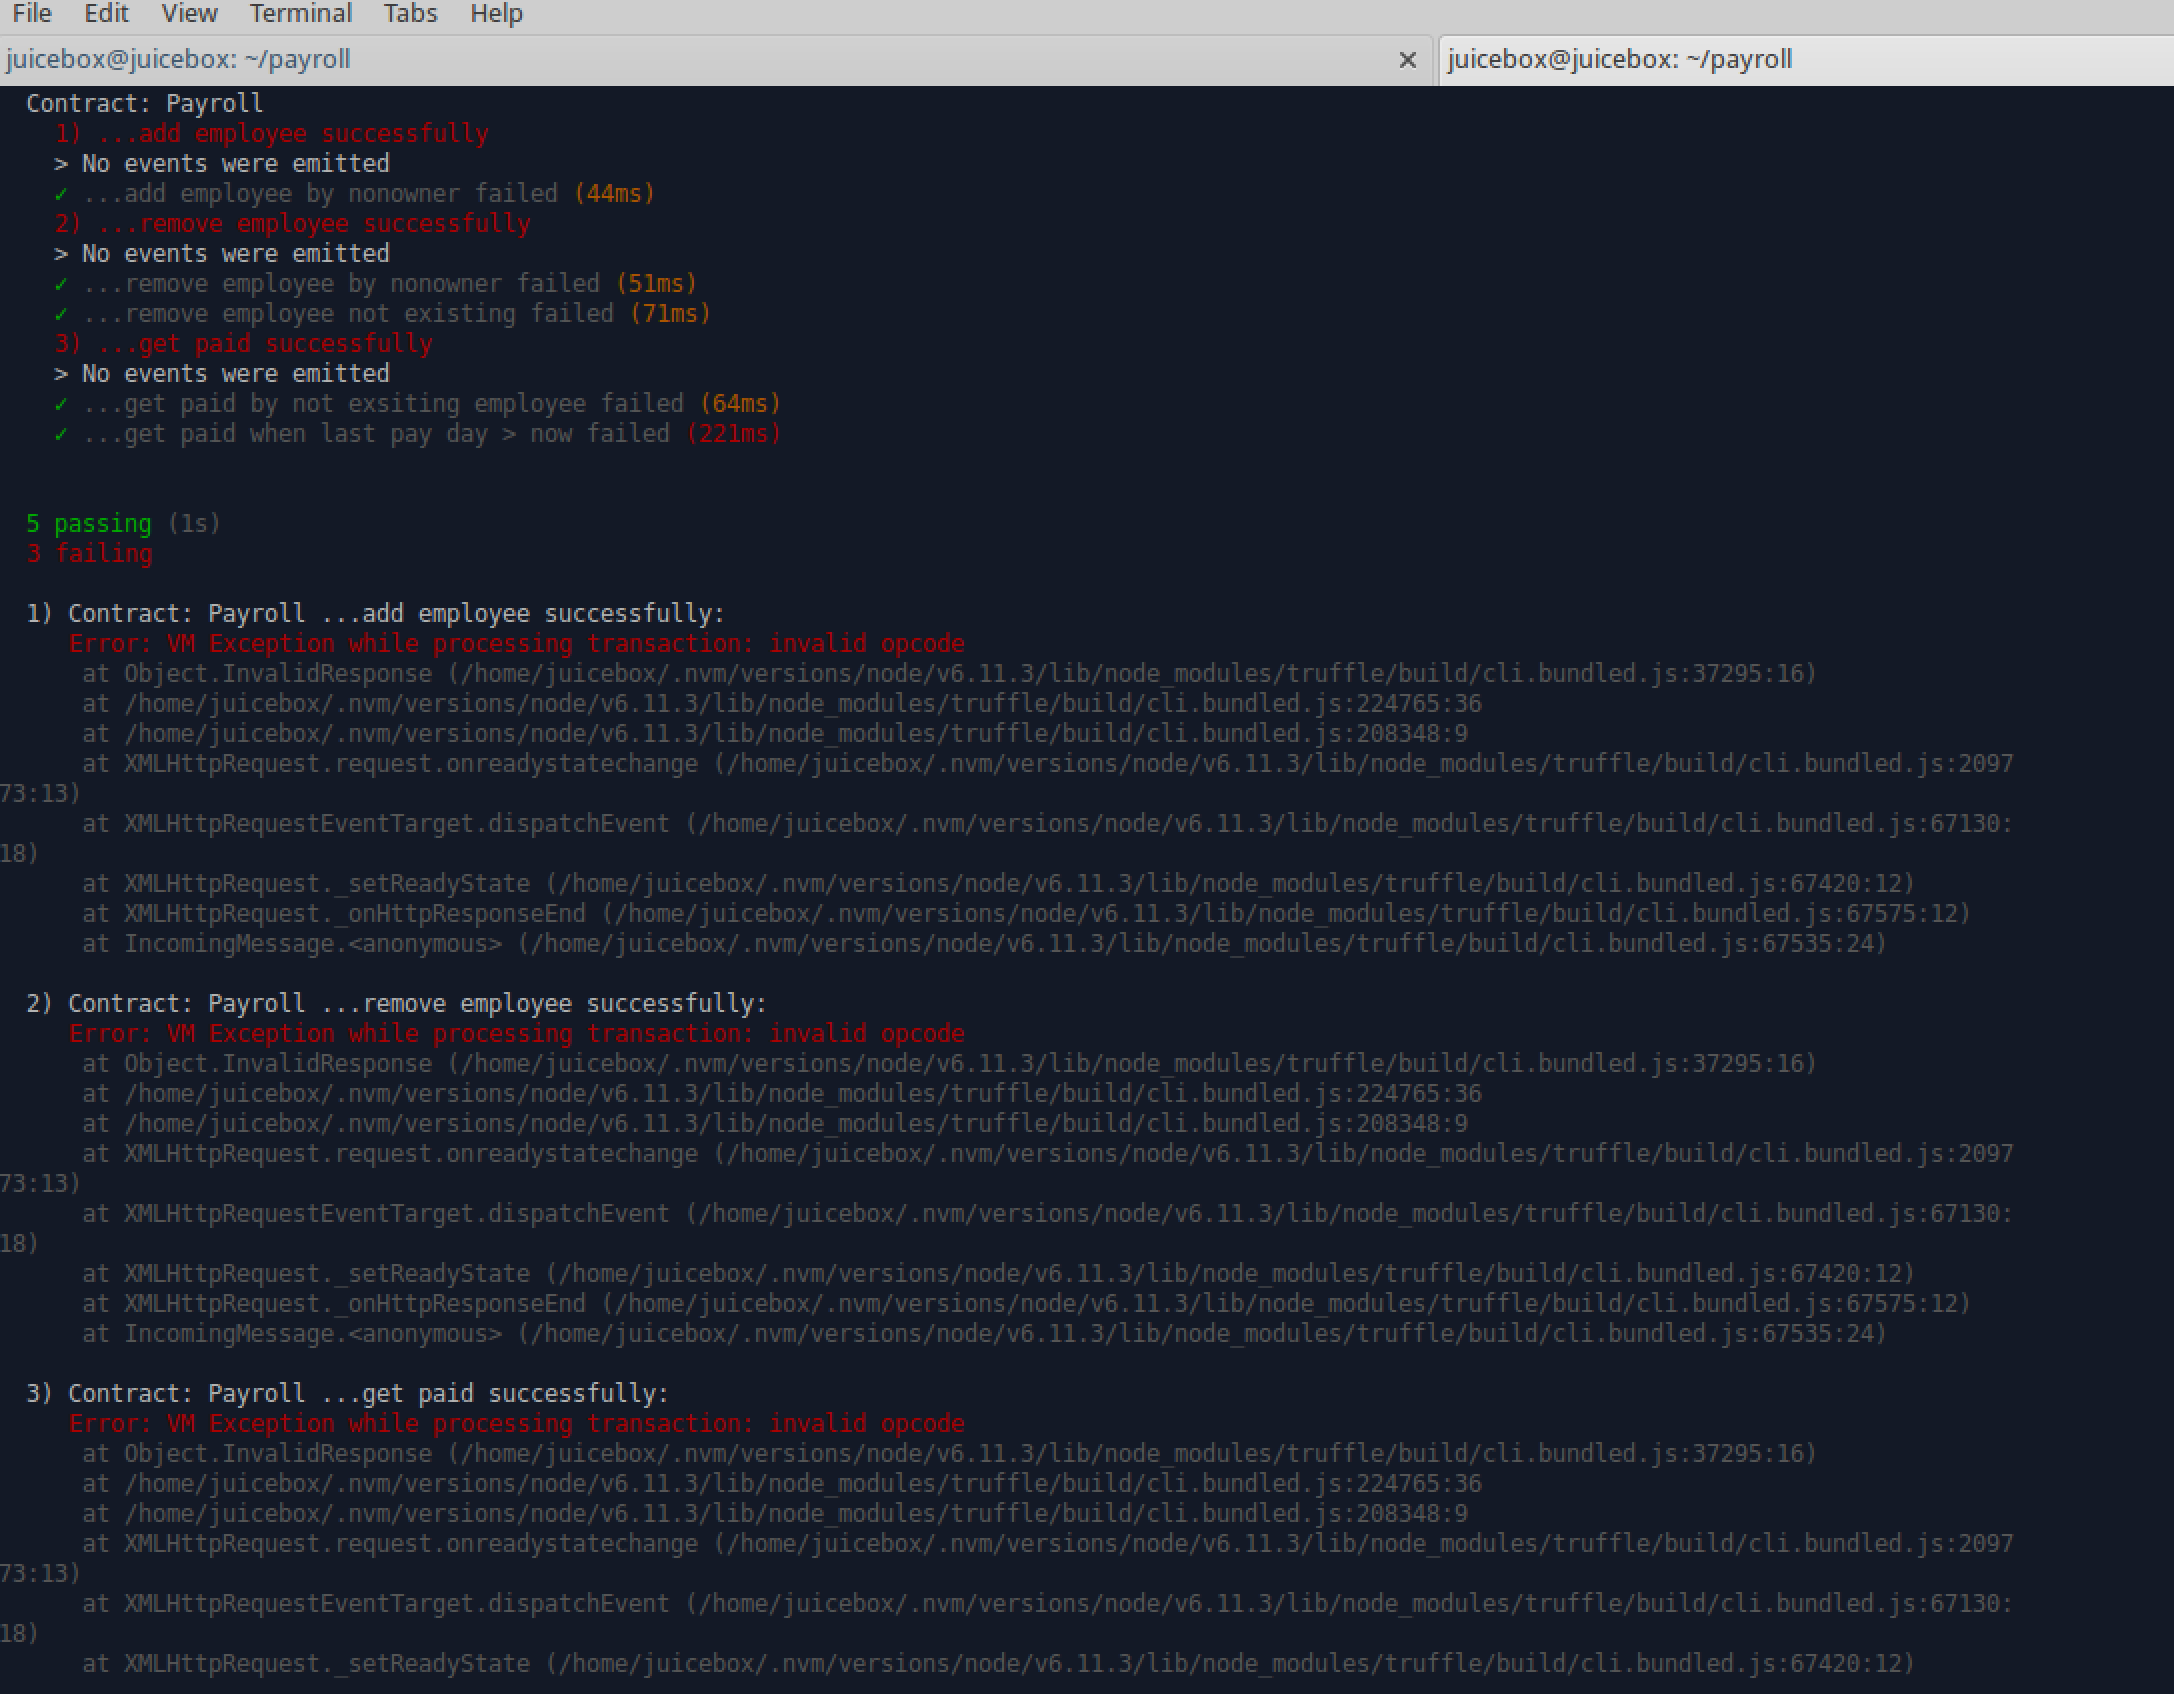 File Edit View Terminal Tabs Help
juicebox@juicebox: ~/payroll × juicebox@juicebox: ~/payroll
Contract: Payroll
1) ...add employee successfully
> No events were emitted
✓ ...add employee by nonowner failed (44ms)
2) ...remove employee successfully
> No events were emitted
✓ ...remove employee by nonowner failed (51ms)
✓ ...remove employee not existing failed (71ms)
3) ...get paid successfully
> No events were emitted
✓ ...get paid by not exsiting employee failed (64ms)
✓ ...get paid when last pay day > now failed (221ms)
5 passing (1s)
3 failing
1) Contract: Payroll ...add employee successfully:
Error: VM Exception while processing transaction: invalid opcode
at Object.InvalidResponse (/home/juicebox/.nvm/versions/node/v6.11.3/lib/node_modules/truffle/build/cli.bundled.js:37295:16)
at /home/juicebox/.nvm/versions/node/v6.11.3/lib/node_modules/truffle/build/cli.bundled.js:224765:36
at /home/juicebox/.nvm/versions/node/v6.11.3/lib/node_modules/truffle/build/cli.bundled.js:208348:9
at XMLHttpRequest.request.onreadystatechange (/home/juicebox/.nvm/versions/node/v6.11.3/lib/node_modules/truffle/build/cli.bundled.js:2097
73:13)
at XMLHttpRequestEventTarget.dispatchEvent (/home/juicebox/.nvm/versions/node/v6.11.3/lib/node_modules/truffle/build/cli.bundled.js:67130:
18)
at XMLHttpRequest._setReadyState (/home/juicebox/.nvm/versions/node/v6.11.3/lib/node_modules/truffle/build/cli.bundled.js:67420:12)
at XMLHttpRequest._onHttpResponseEnd (/home/juicebox/.nvm/versions/node/v6.11.3/lib/node_modules/truffle/build/cli.bundled.js:67575:12)
at IncomingMessage.<anonymous> (/home/juicebox/.nvm/versions/node/v6.11.3/lib/node_modules/truffle/build/cli.bundled.js:67535:24)
2) Contract: Payroll ...remove employee successfully:
Error: VM Exception while processing transaction: invalid opcode
at Object.InvalidResponse (/home/juicebox/.nvm/versions/node/v6.11.3/lib/node_modules/truffle/build/cli.bundled.js:37295:16)
at /home/juicebox/.nvm/versions/node/v6.11.3/lib/node_modules/truffle/build/cli.bundled.js:224765:36
at /home/juicebox/.nvm/versions/node/v6.11.3/lib/node_modules/truffle/build/cli.bundled.js:208348:9
at XMLHttpRequest.request.onreadystatechange (/home/juicebox/.nvm/versions/node/v6.11.3/lib/node_modules/truffle/build/cli.bundled.js:2097
73:13)
at XMLHttpRequestEventTarget.dispatchEvent (/home/juicebox/.nvm/versions/node/v6.11.3/lib/node_modules/truffle/build/cli.bundled.js:67130:
18)
at XMLHttpRequest._setReadyState (/home/juicebox/.nvm/versions/node/v6.11.3/lib/node_modules/truffle/build/cli.bundled.js:67420:12)
at XMLHttpRequest._onHttpResponseEnd (/home/juicebox/.nvm/versions/node/v6.11.3/lib/node_modules/truffle/build/cli.bundled.js:67575:12)
at IncomingMessage.<anonymous> (/home/juicebox/.nvm/versions/node/v6.11.3/lib/node_modules/truffle/build/cli.bundled.js:67535:24)
3) Contract: Payroll ...get paid successfully:
Error: VM Exception while processing transaction: invalid opcode
at Object.InvalidResponse (/home/juicebox/.nvm/versions/node/v6.11.3/lib/node_modules/truffle/build/cli.bundled.js:37295:16)
at /home/juicebox/.nvm/versions/node/v6.11.3/lib/node_modules/truffle/build/cli.bundled.js:224765:36
at /home/juicebox/.nvm/versions/node/v6.11.3/lib/node_modules/truffle/build/cli.bundled.js:208348:9
at XMLHttpRequest.request.onreadystatechange (/home/juicebox/.nvm/versions/node/v6.11.3/lib/node_modules/truffle/build/cli.bundled.js:2097
73:13)
at XMLHttpRequestEventTarget.dispatchEvent (/home/juicebox/.nvm/versions/node/v6.11.3/lib/node_modules/truffle/build/cli.bundled.js:67130:
18)
at XMLHttpRequest._setReadyState (/home/juicebox/.nvm/versions/node/v6.11.3/lib/node_modules/truffle/build/cli.bundled.js:67420:12)